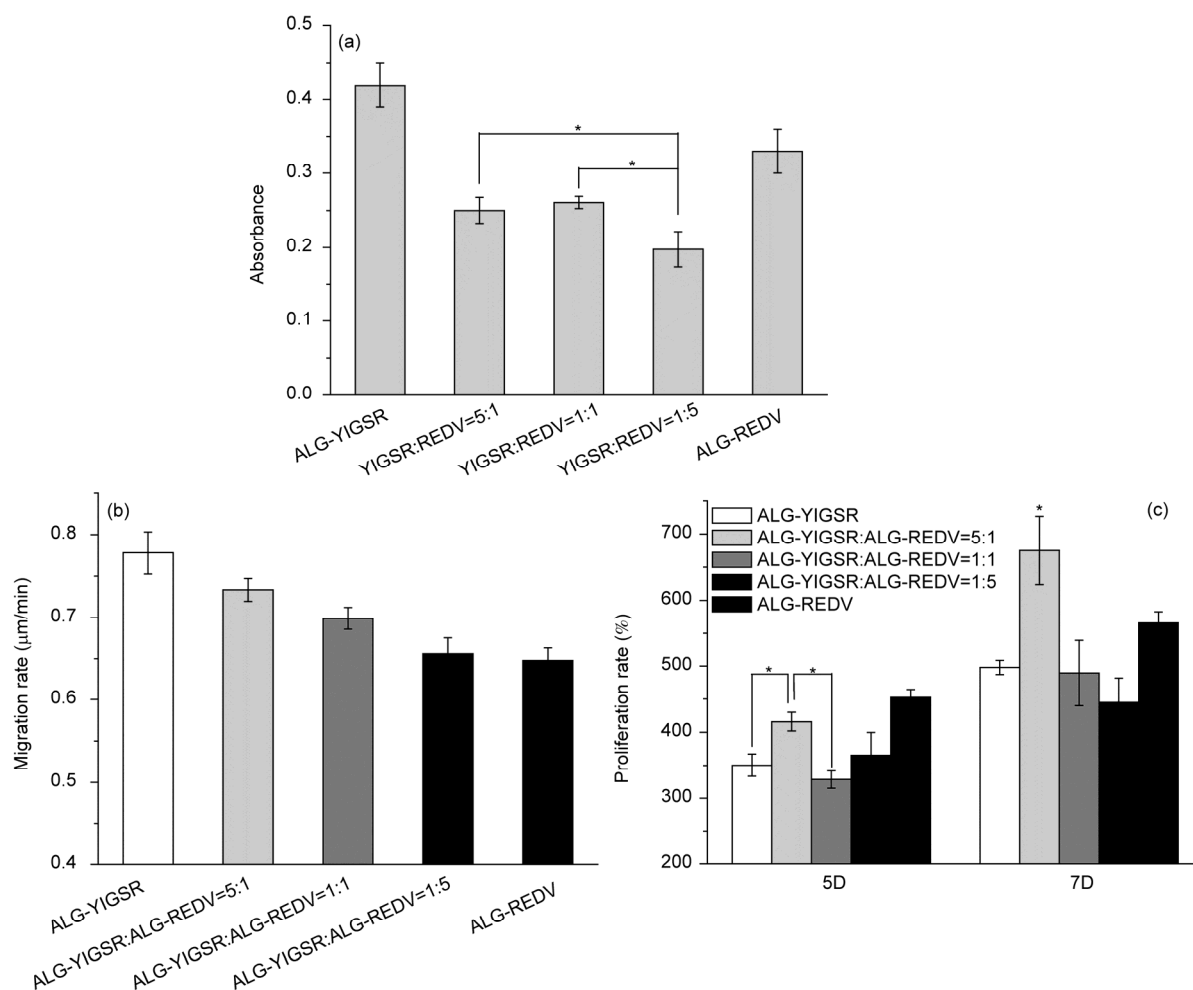 (a)
Absorbance
0.5
0.4
0.3
0.2
0.1
0.0
*
*
ALG-YIGSR
YIGSR:REDV=5:1
YIGSR:REDV=1:1
YIGSR:REDV=1:5
ALG-REDV
(b)
Migration rate (μm/min)
0.8
0.7
0.6
0.5
0.4
ALG-YIGSR
ALG-YIGSR:ALG-REDV=5:1
ALG-YIGSR:ALG-REDV=1:1
ALG-YIGSR:ALG-REDV=1:5
ALG-REDV
(c)
Proliferation rate (%)
700
600
500
400
300
200
ALG-YIGSR
ALG-YIGSR:ALG-REDV=5:1
ALG-YIGSR:ALG-REDV=1:1
ALG-YIGSR:ALG-REDV=1:5
ALG-REDV
*
*
*
5D
7D